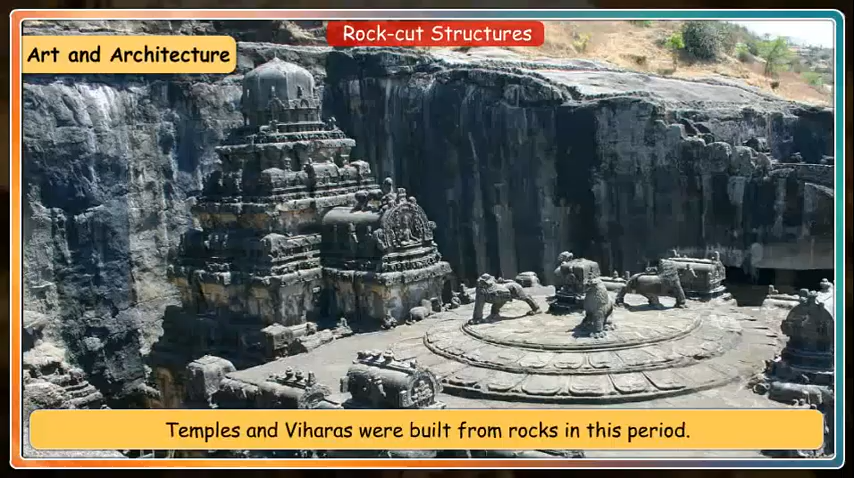 Rock-cut Structures
Art and Architecture
Temples and Viharas were built from rocks in this period.